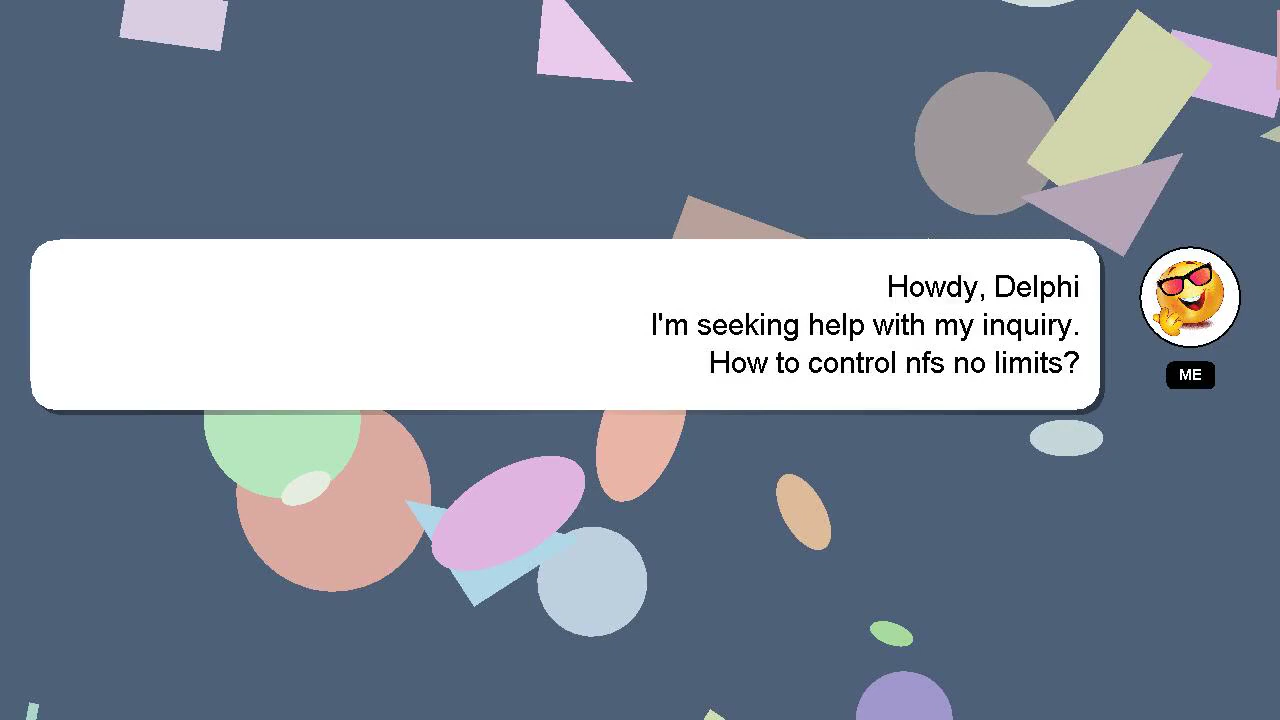 Howdy, Delphi
I'm seeking help with my inquiry.
How to control nfs no limits?
ME